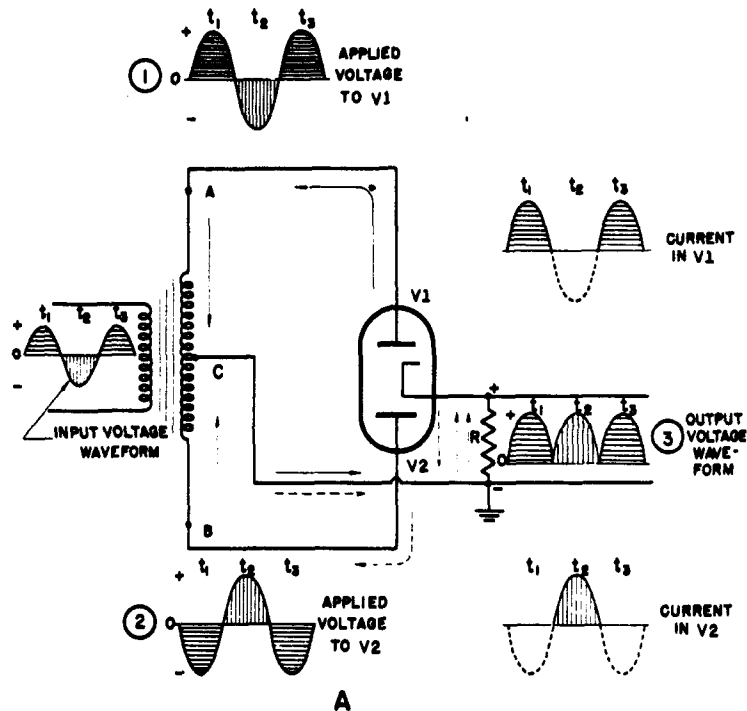 t₁ t₂ t₃
+
1
0
-
APPLIED
VOLTAGE
TO V1
A
t₁ t₂ t₃
CURRENT
IN V1
V1
t₁ t₂ t₃
+
0
-
C
INPUT VOLTAGE
WAVEFORM
+
R
-
V2
t₁ t₂ t₃
+
0
3
OUTPUT
VOLTAGE
WAVE-
FORM
B
t₁ t₂ t₃
+
2
0
-
APPLIED
VOLTAGE
TO V2
t₁ t₂ t₃
CURRENT
IN V2
A